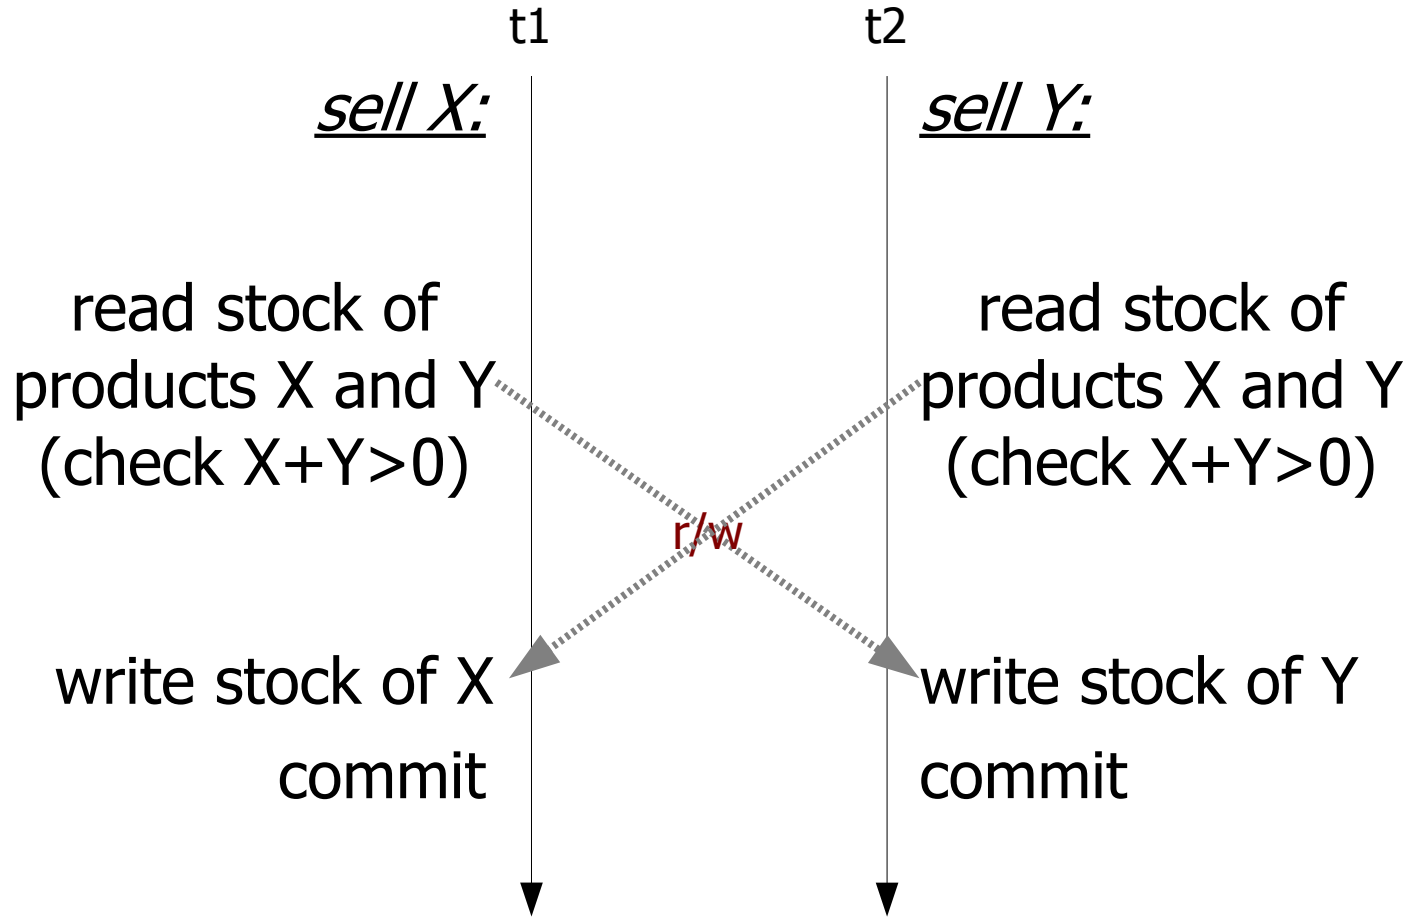 t1
t2
sell X:
sell Y:
read stock of
products X and Y
(check X+Y>0)
read stock of
products X and Y
(check X+Y>0)
r/w
write stock of X
write stock of Y
commit
commit